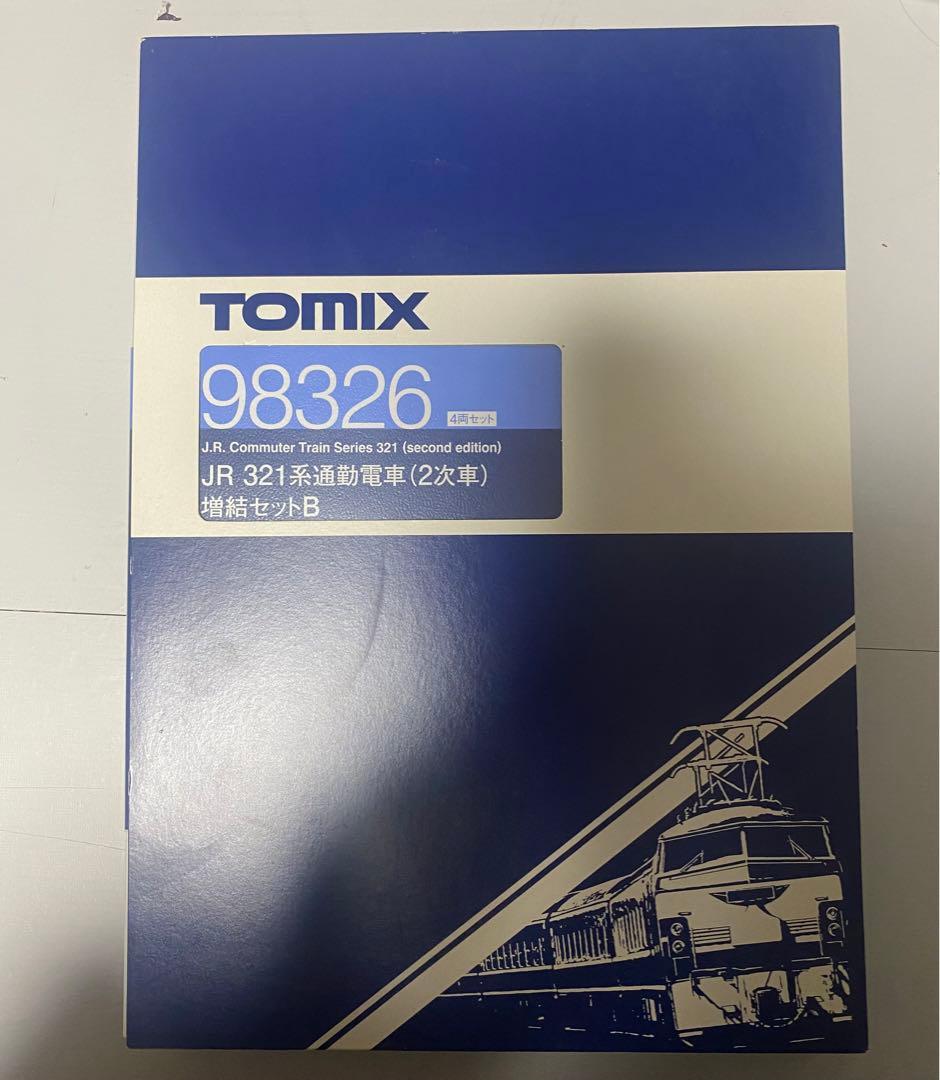 TOMIX
98326 4両セット
J.R. Commuter Train Series 321 (second edition)
JR 321系通勤電車(2次車)
増結セットB